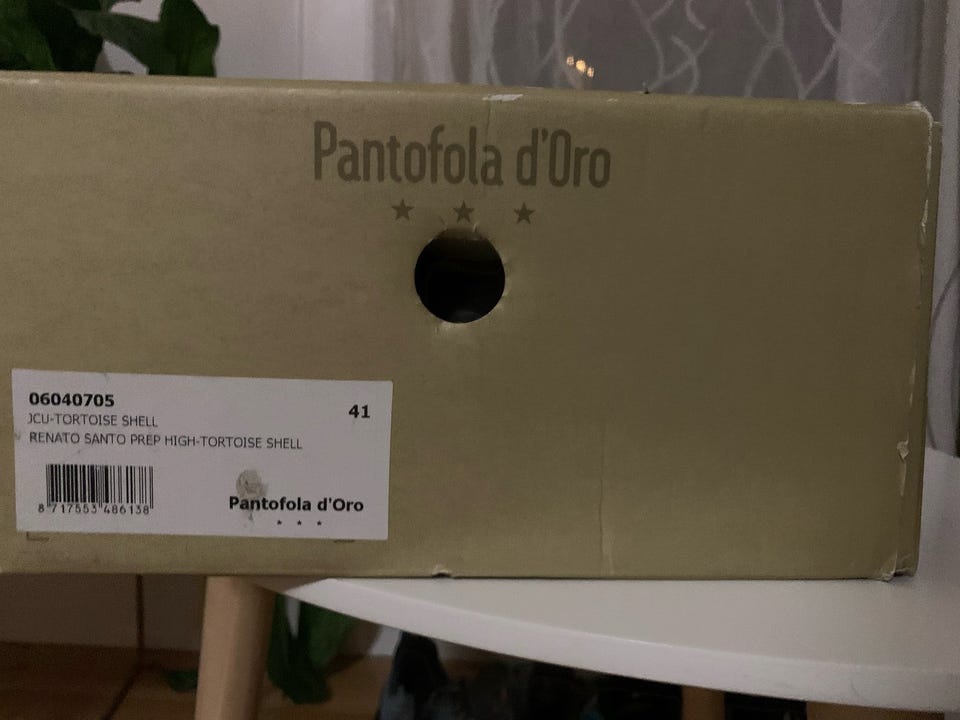 Pantofola d'Oro
06040705
41
JCU-TORTOISE SHELL
RENATO SANTO PREP HIGH-TORTOISE SHELL
8 717553 486138
Pantofola d'Oro